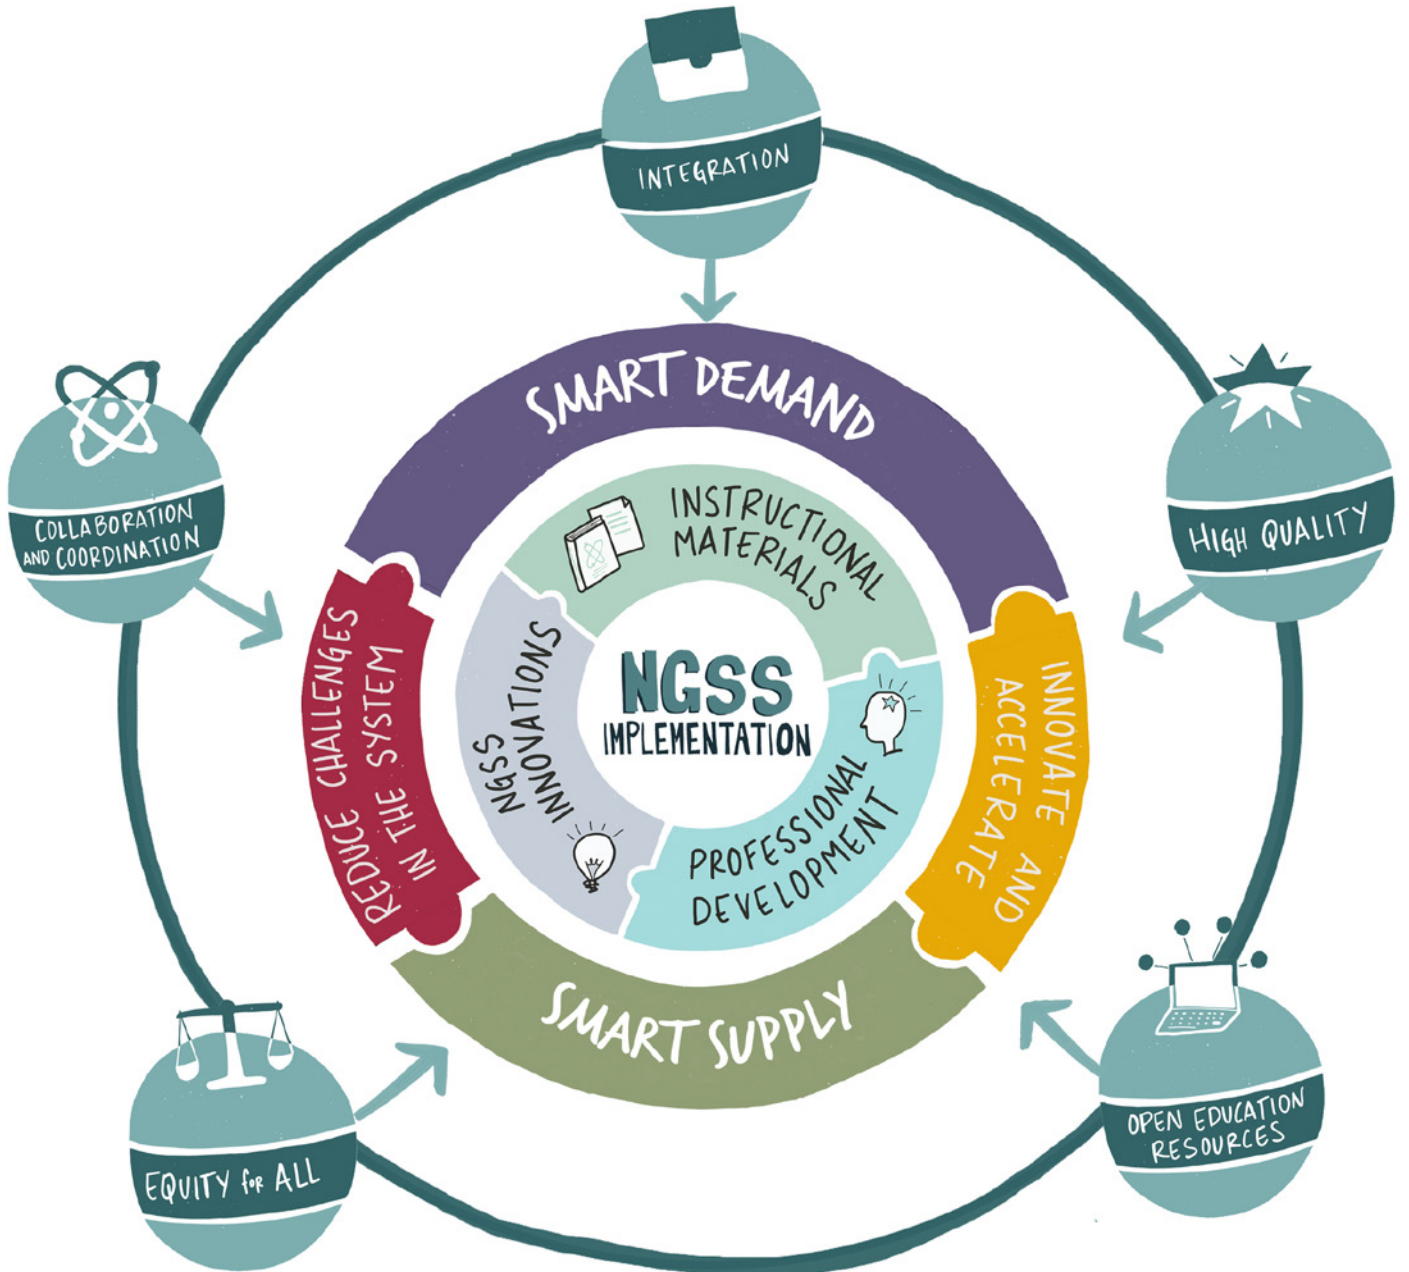 INTEGRATION
SMART DEMAND
COLLABORATION
AND COORDINATION
HIGH QUALITY
INSTRUCTIONAL
MATERIALS
REDUCE CHALLENGES
IN THE SYSTEM
NGSS
INNOVATIONS
NGSS
IMPLEMENTATION
INNOVATE AND
ACCELERATE
PROFESSIONAL
DEVELOPMENT
SMART SUPPLY
EQUITY for ALL
OPEN EDUCATION
RESOURCES